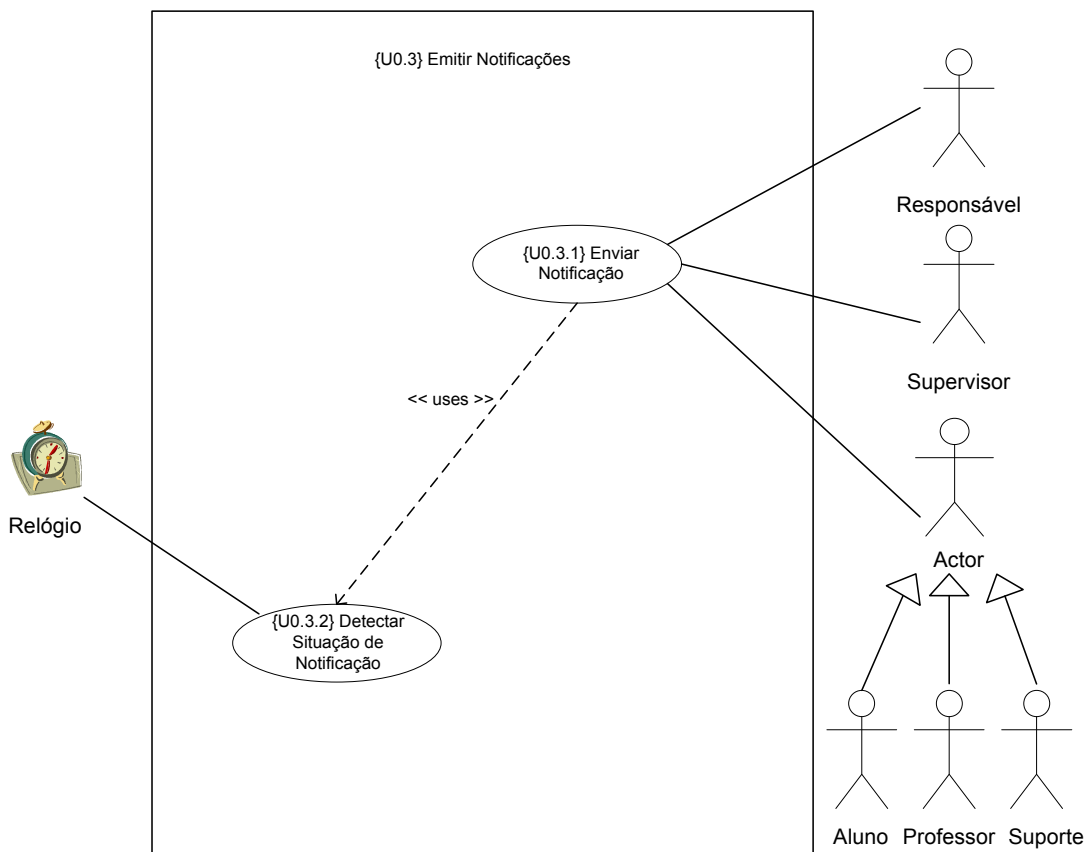 {U0.3} Emitir Notificações
Responsável
{U0.3.1} Enviar
Notificação
Supervisor
<< uses >>
Relógio
Actor
{U0.3.2} Detectar
Situação de
Notificação
Aluno
Professor
Suporte